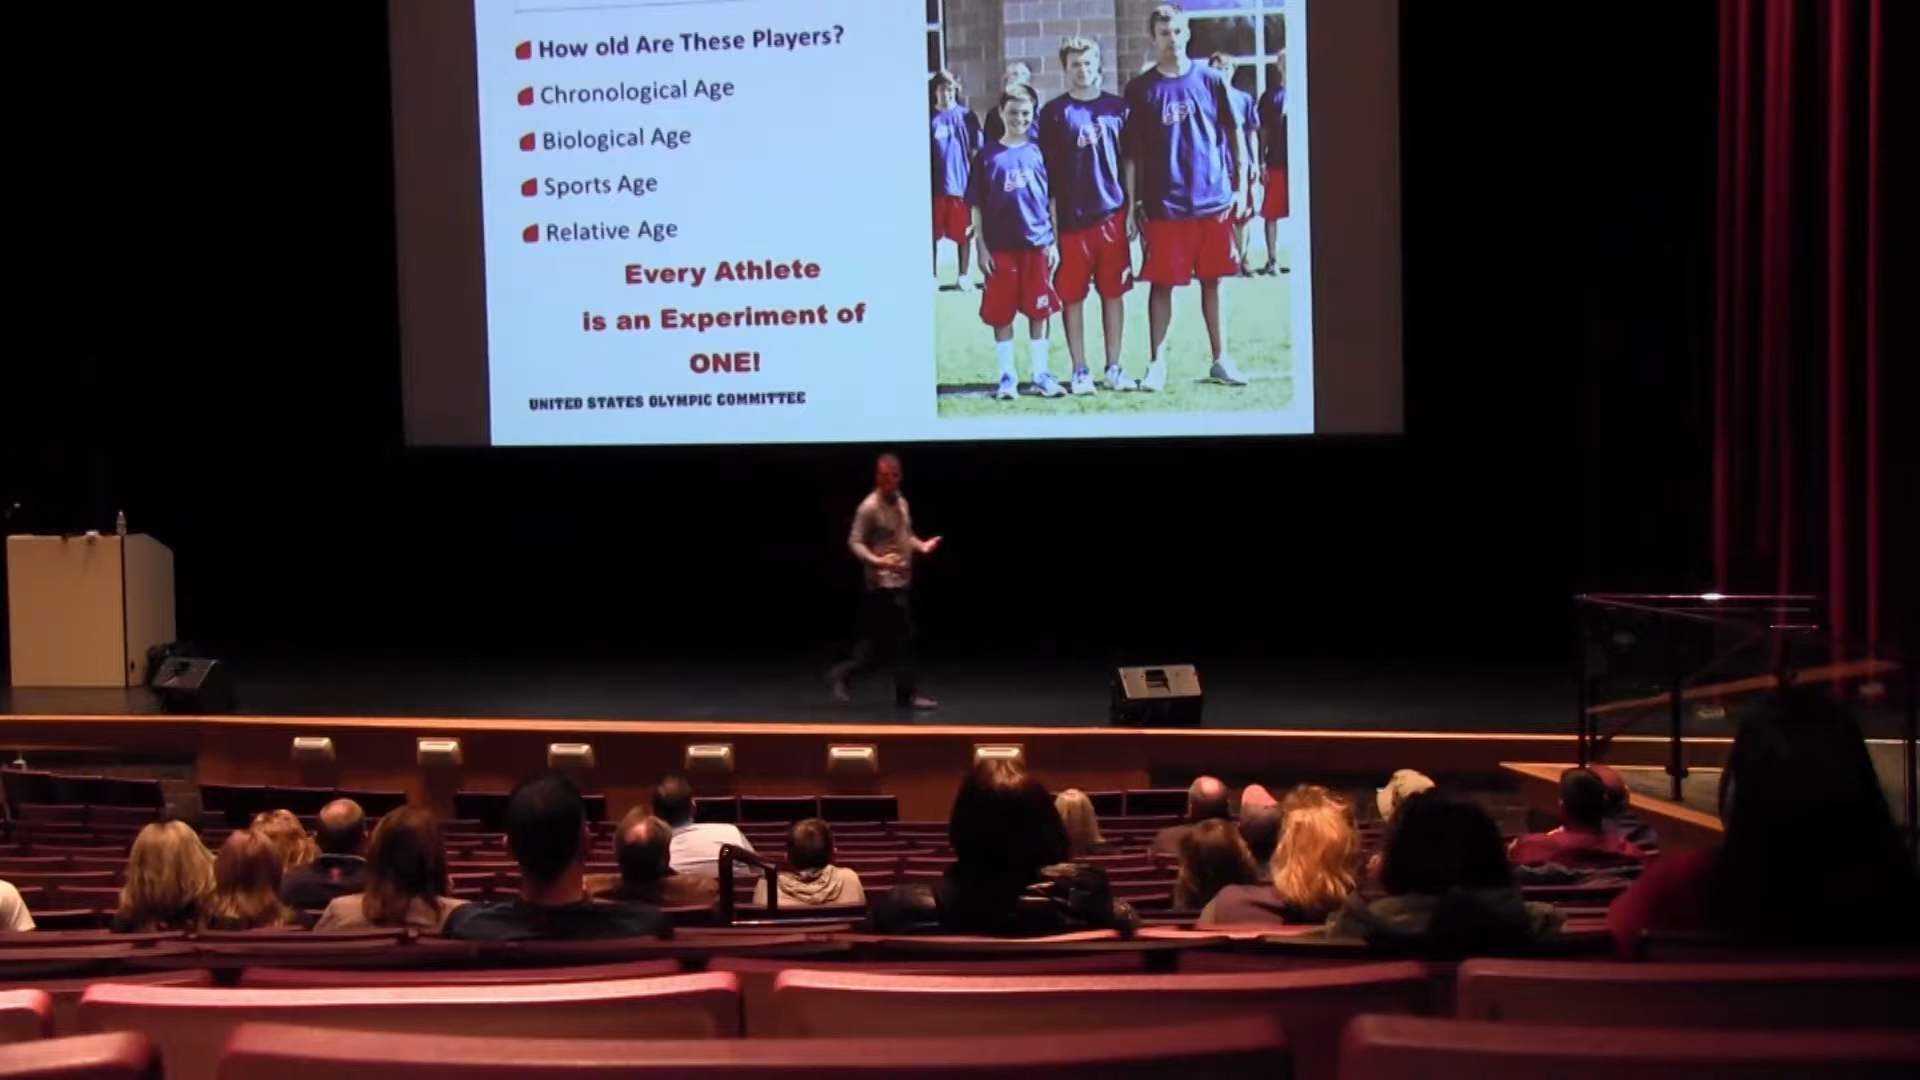 How old Are These Players?
Chronological Age
Biological Age
Sports Age
Relative Age
Every Athlete
is an Experiment of
ONE!
UNITED STATES OLYMPIC COMMITTEE